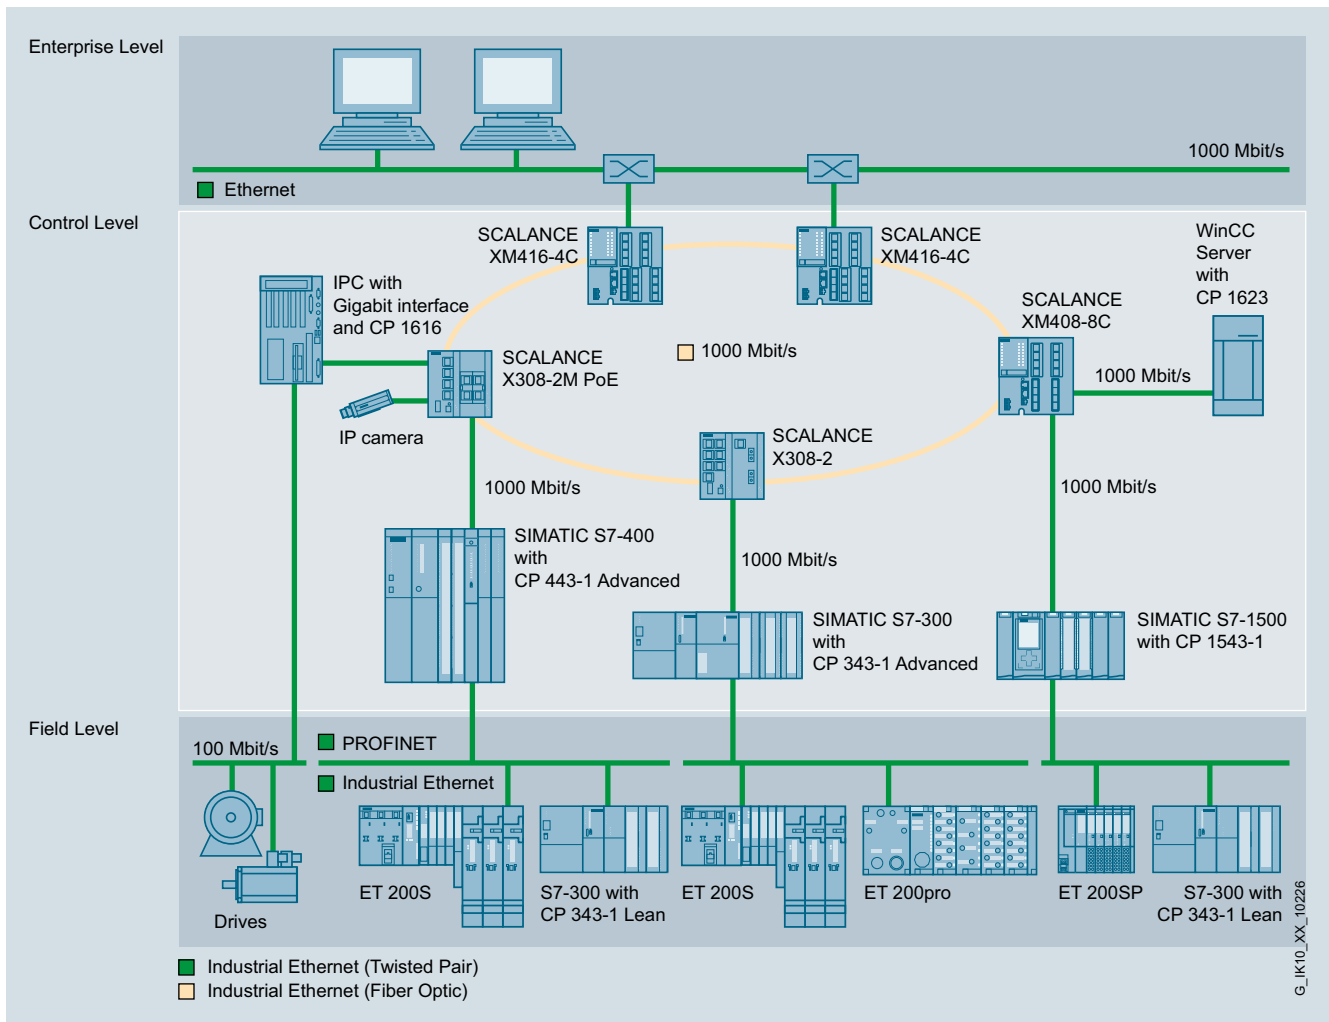 Enterprise Level
1000 Mbit/s
Ethernet
Control Level
SCALANCE
XM416-4C
SCALANCE
XM416-4C
WinCC
Server
with
CP 1623
IPC with
Gigabit interface
and CP 1616
SCALANCE
XM408-8C
SCALANCE
X308-2M PoE
1000 Mbit/s
1000 Mbit/s
IP camera
SCALANCE
X308-2
1000 Mbit/s
1000 Mbit/s
SIMATIC S7-400
with
CP 443-1 Advanced
1000 Mbit/s
SIMATIC S7-300
with
CP 343-1 Advanced
SIMATIC S7-1500
with CP 1543-1
Field Level
100 Mbit/s
PROFINET
Industrial Ethernet
Drives
ET 200S
S7-300 with
CP 343-1 Lean
ET 200S
ET 200pro
ET 200SP
S7-300 with
CP 343-1 Lean
G_IK10_XX_10226
Industrial Ethernet (Twisted Pair)
Industrial Ethernet (Fiber Optic)